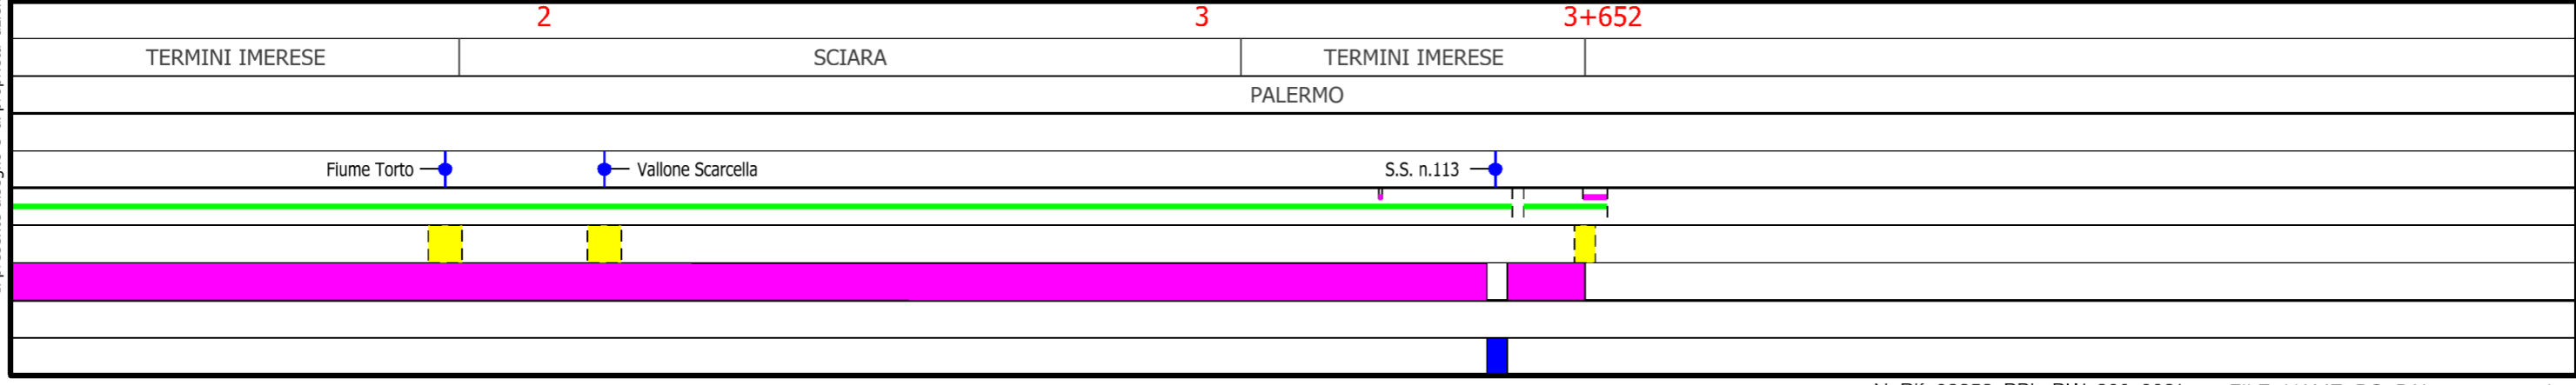 2 3 3+652
TERMINI IMERESE SCIARA TERMINI IMERESE
PALERMO
Fiume Torto Vallone Scarcella S.S. n.113